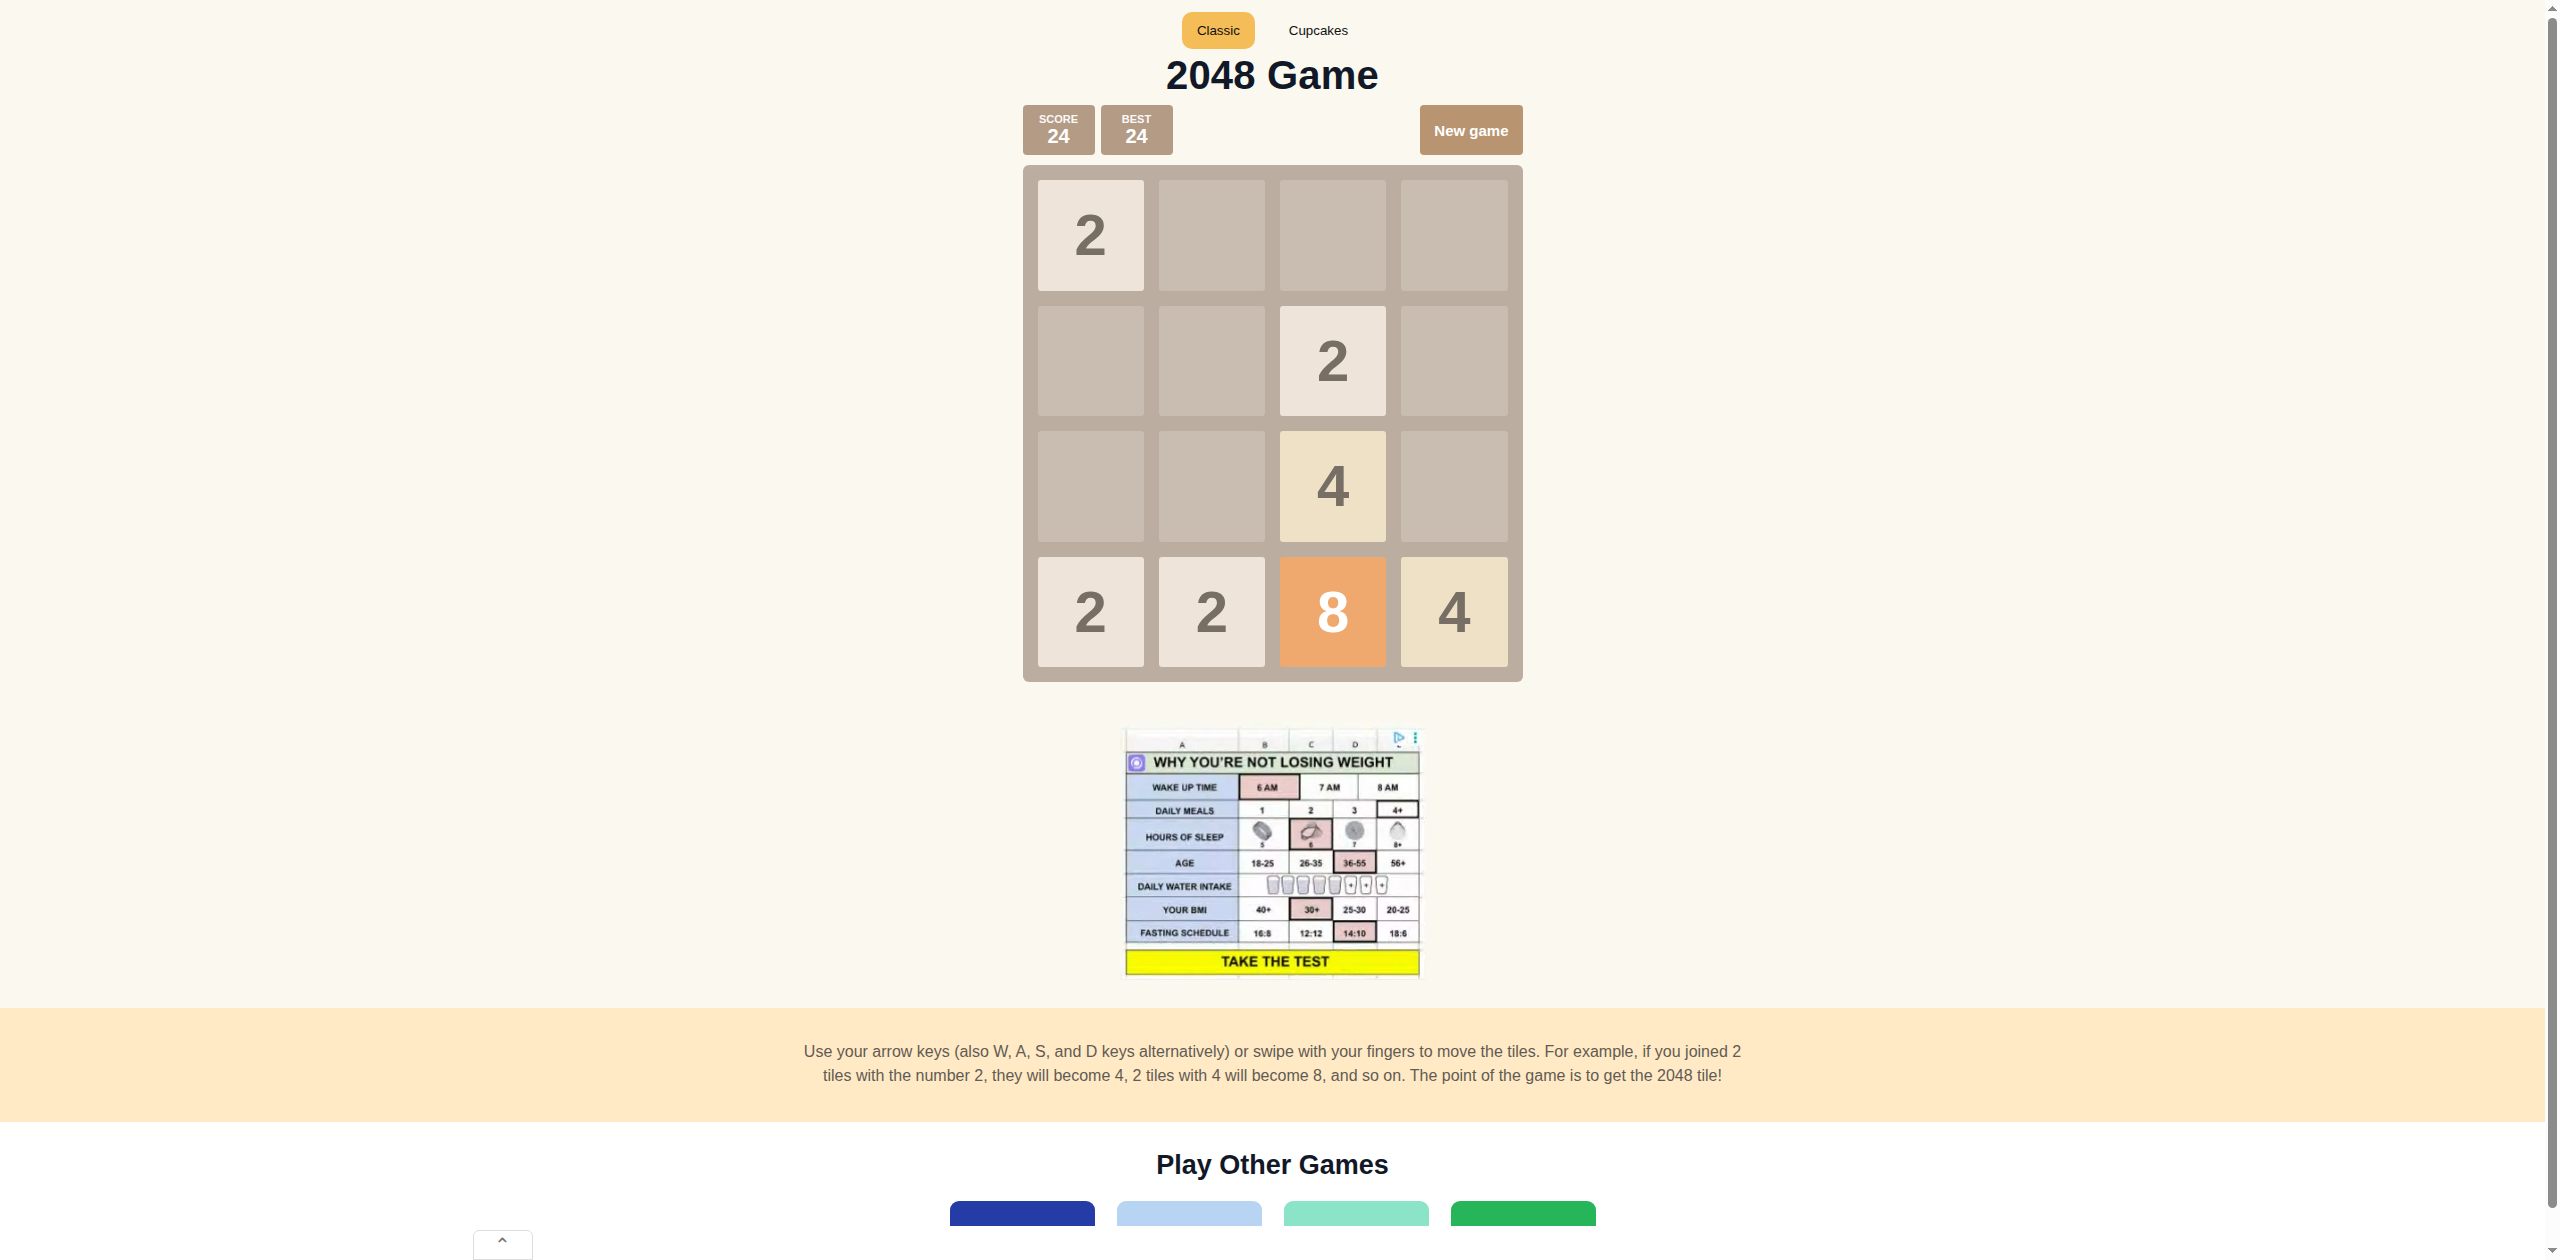 Classic Cupcakes
2048 Game
SCORE BEST
24 24
New game
2
2
4
2 2 8 4
A B C D
WHY YOU'RE NOT LOSING WEIGHT
WAKE UP TIME 6 AM 7 AM 8 AM
DAILY MEALS 1 2 3 4+
HOURS OF SLEEP 5 6 7 8+
AGE 18-25 26-35 36-55 56+
DAILY WATER INTAKE + + +
YOUR BMI 40+ 30+ 25-30 20-25
FASTING SCHEDULE 16:8 12:12 14:10 18:6
TAKE THE TEST
Use your arrow keys (also W, A, S, and D keys alternatively) or swipe with your fingers to move the tiles. For example, if you joined 2
tiles with the number 2, they will become 4, 2 tiles with 4 will become 8, and so on. The point of the game is to get the 2048 tile!
Play Other Games